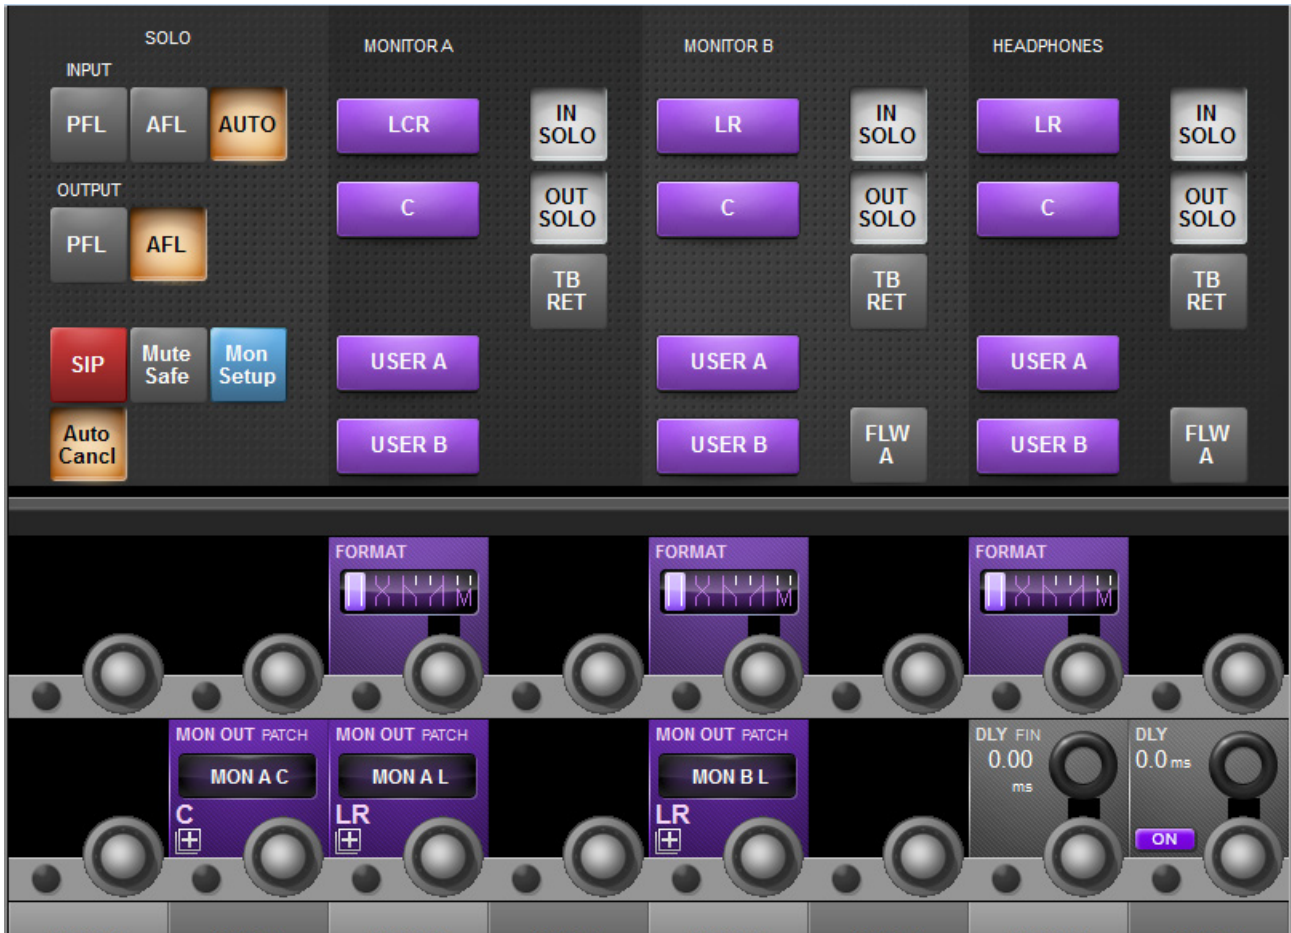 SOLO
MONITOR A
MONITOR B
HEADPHONES
INPUT
PFL
AFL
AUTO
LCR
IN
SOLO
LR
IN
SOLO
LR
IN
SOLO
OUTPUT
PFL
AFL
C
OUT
SOLO
C
OUT
SOLO
C
OUT
SOLO
TB
RET
TB
RET
TB
RET
SIP
Mute
Safe
Mon
Setup
USER A
USER A
USER A
Auto
Cancl
USER B
USER B
FLW
A
USER B
FLW
A
FORMAT
FORMAT
FORMAT
MON OUT PATCH
MON A C
C
MON OUT PATCH
MON A L
LR
MON OUT PATCH
MON B L
LR
DLY FIN
0.00
ms
DLY
0.0 ms
ON